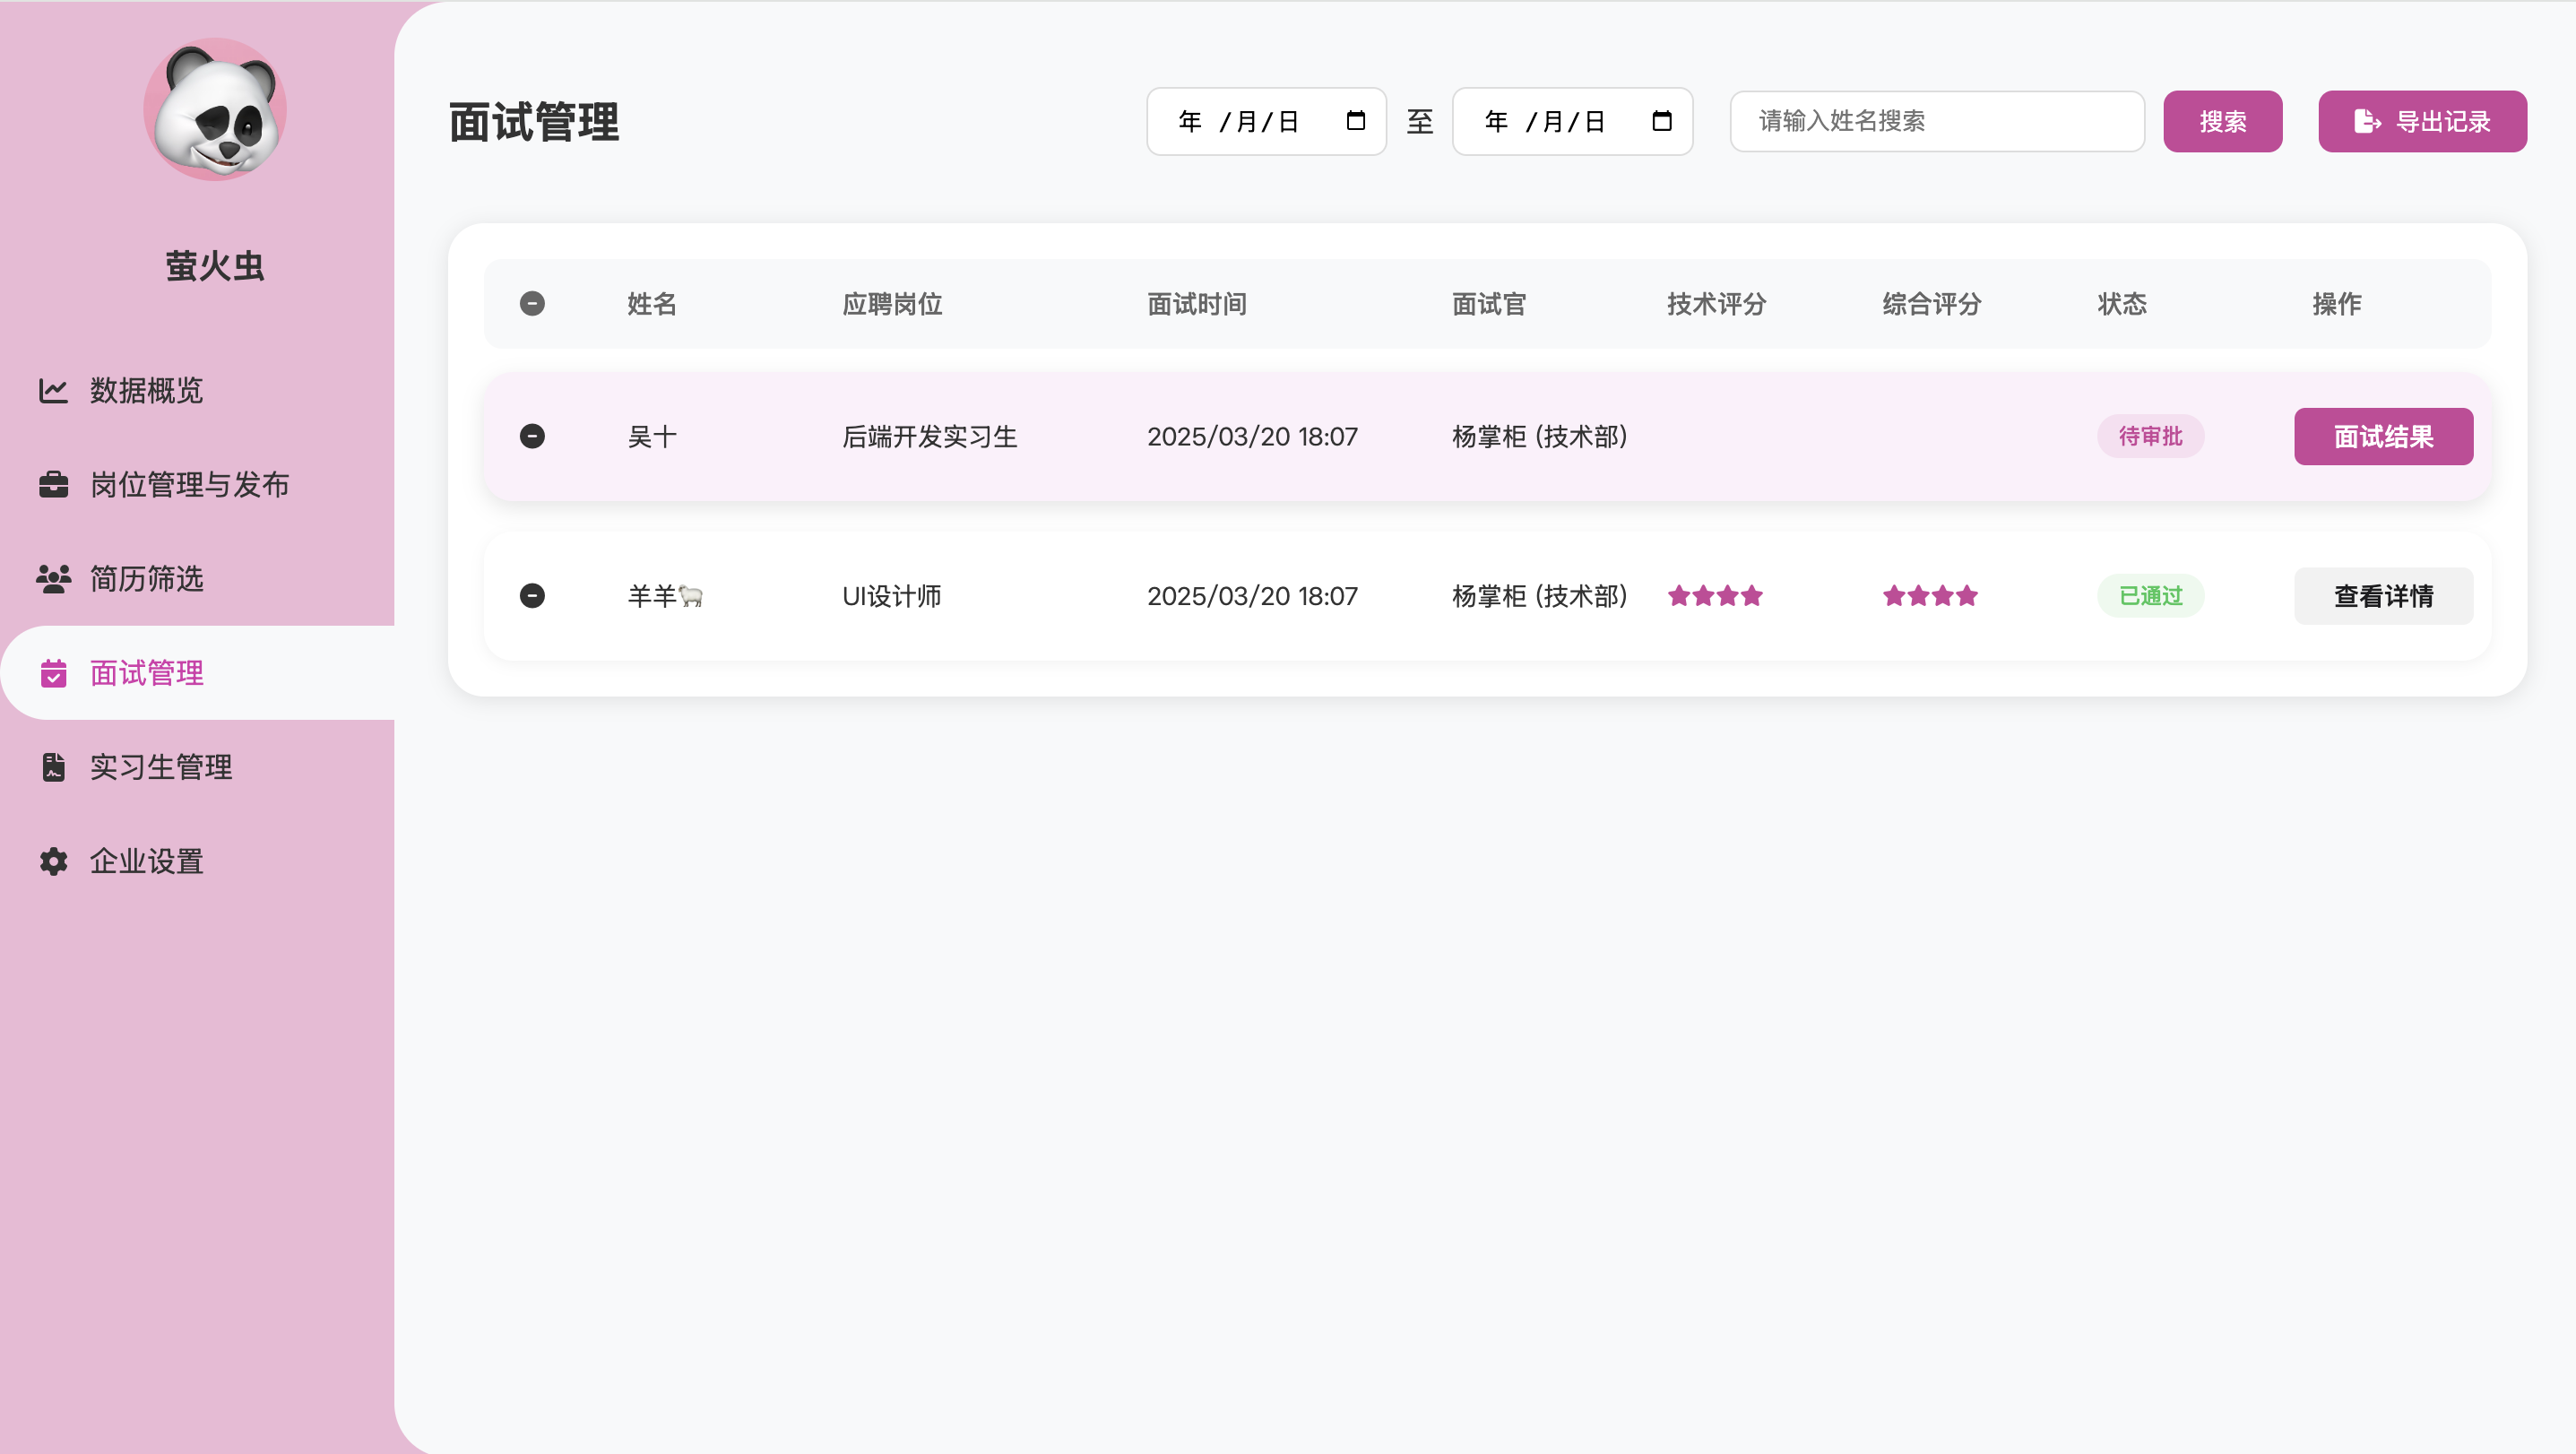 萤火虫
数据概览
岗位管理与发布
简历筛选
面试管理
实习生管理
企业设置
面试管理 年 /月/日 至 年 /月/日 请输入姓名搜索 搜索 导出记录
姓名 应聘岗位 面试时间 面试官 技术评分 综合评分 状态 操作
吴十 后端开发实习生 2025/03/20 18:07 杨掌柜 (技术部) 待审批 面试结果
羊羊🐑 UI设计师 2025/03/20 18:07 杨掌柜 (技术部) ★★★★ ★★★★ 已通过 查看详情